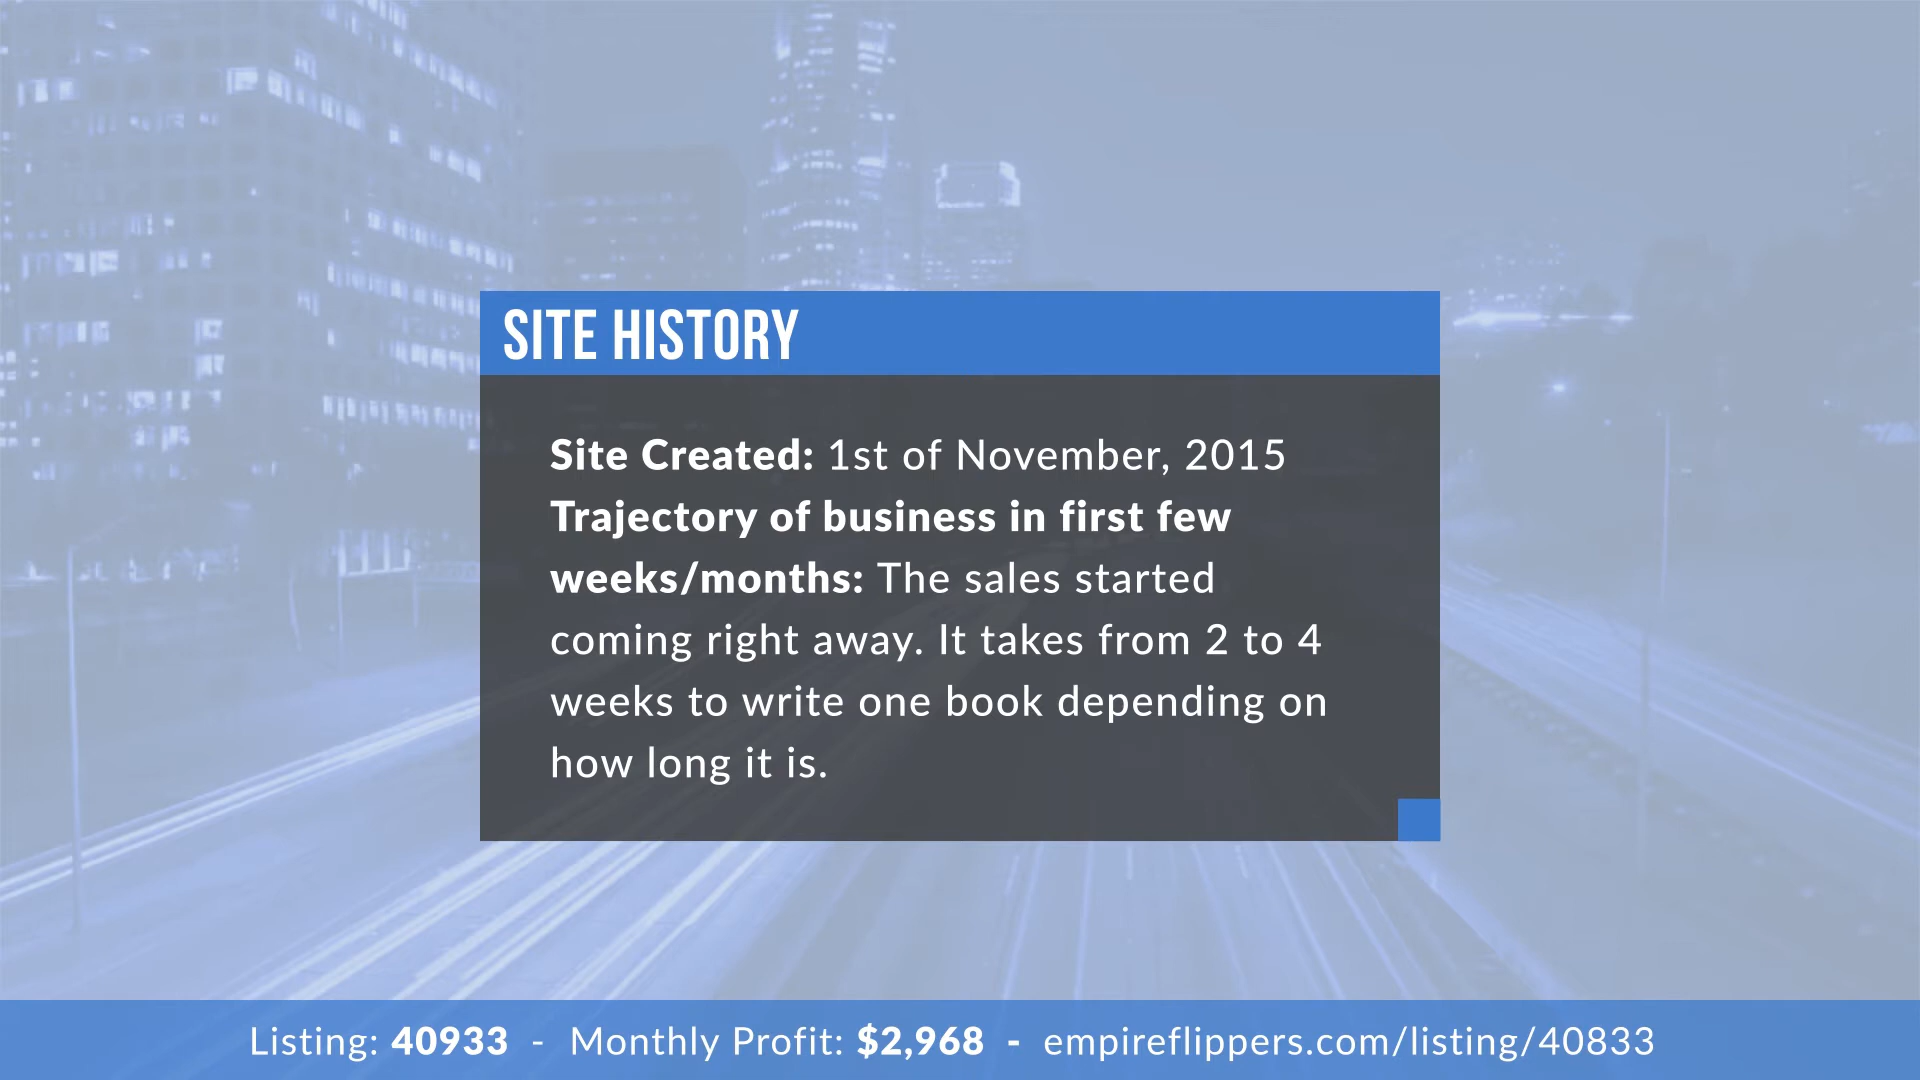 SITE HISTORY
Site Created: 1st of November, 2015
Trajectory of business in first few
weeks/months: The sales started
coming right away. It takes from 2 to 4
weeks to write one book depending on
how long it is.
Listing: 40933 - Monthly Profit: $2,968 - empireflippers.com/listing/40833